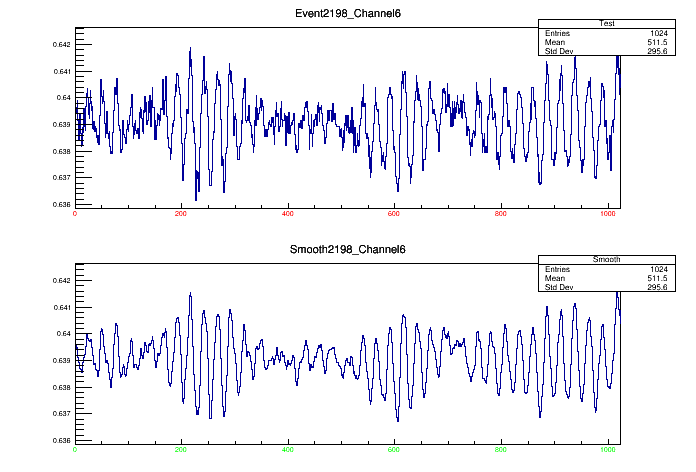 Event2198_Channel6
Test
Entries 1024
Mean 511.5
Std Dev 295.6
0.642
0.641
0.64
0.639
0.638
0.637
0.636
0 200 400 600 800 1000
Smooth2198_Channel6
Smooth
Entries 1024
Mean 511.5
Std Dev 295.6
0.642
0.641
0.64
0.639
0.638
0.637
0.636
0 200 400 600 800 1000